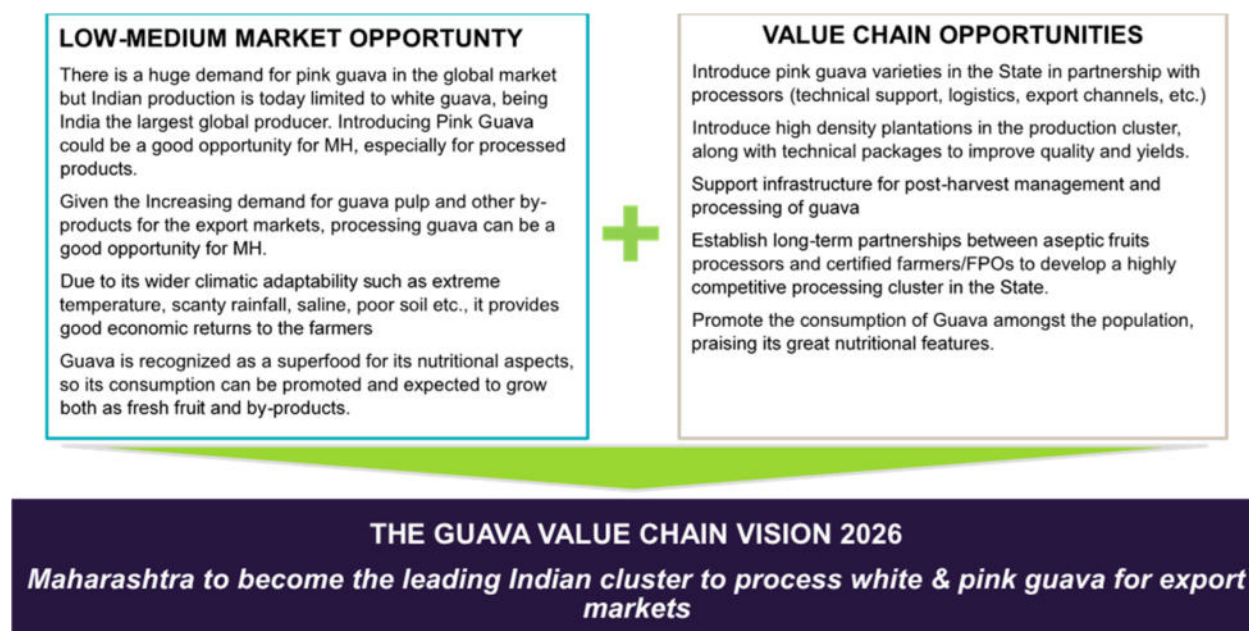 LOW-MEDIUM MARKET OPPORTUNTY
There is a huge demand for pink guava in the global market
but Indian production is today limited to white guava, being
India the largest global producer. Introducing Pink Guava
could be a good opportunity for MH, especially for processed
products.
Given the Increasing demand for guava pulp and other by-
products for the export markets, processing guava can be a
good opportunity for MH.
Due to its wider climatic adaptability such as extreme
temperature, scanty rainfall, saline, poor soil etc., it provides
good economic returns to the farmers
Guava is recognized as a superfood for its nutritional aspects,
so its consumption can be promoted and expected to grow
both as fresh fruit and by-products.
VALUE CHAIN OPPORTUNITIES
Introduce pink guava varieties in the State in partnership with
processors (technical support, logistics, export channels, etc.)
Introduce high density plantations in the production cluster,
along with technical packages to improve quality and yields.
Support infrastructure for post-harvest management and
processing of guava
Establish long-term partnerships between aseptic fruits
processors and certified farmers/FPOs to develop a highly
competitive processing cluster in the State.
Promote the consumption of Guava amongst the population,
praising its great nutritional features.
THE GUAVA VALUE CHAIN VISION 2026
Maharashtra to become the leading Indian cluster to process white & pink guava for export
markets